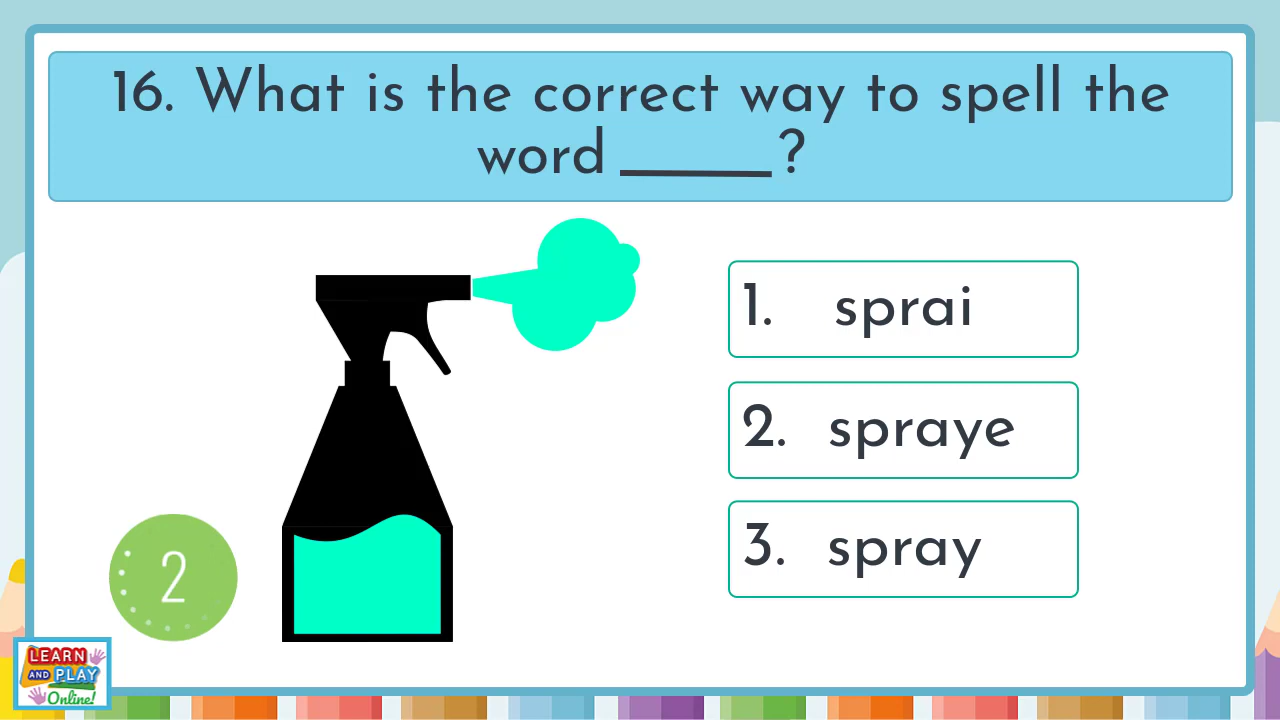 16. What is the correct way to spell the
word _____?
1. sprai
2. spraye
3. spray
2
LEARN
AND PLAY
Online!